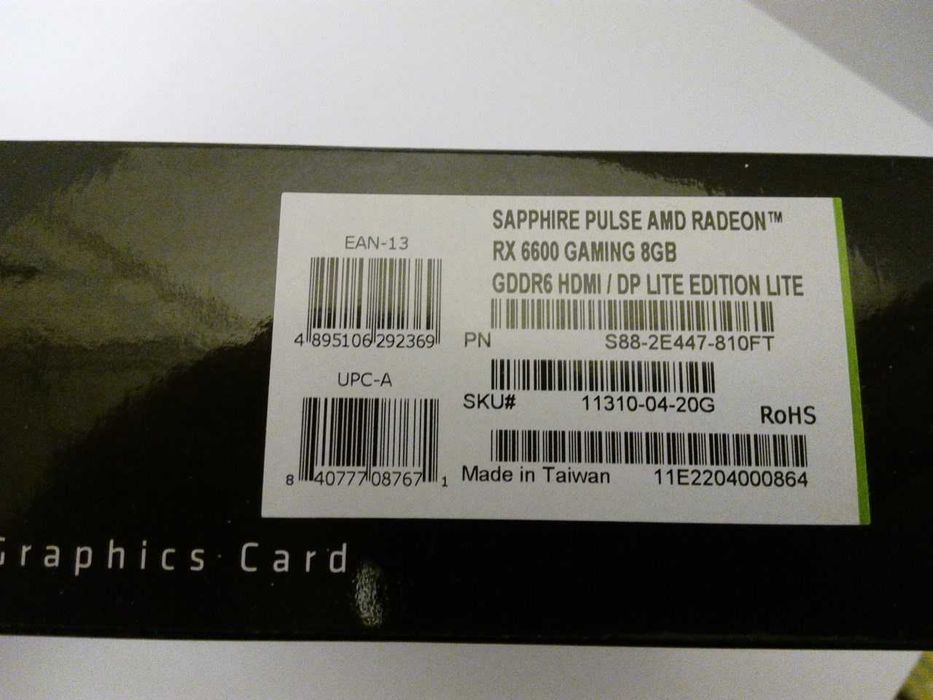 SAPPHIRE PULSE AMD RADEON™
RX 6600 GAMING 8GB
GDDR6 HDMI / DP LITE EDITION LITE
EAN-13
4 895106 292369
PN S88-2E447-810FT
UPC-A
8 40777 08767 1
SKU# 11310-04-20G
RoHS
Made in Taiwan 11E2204000864
Graphics Card